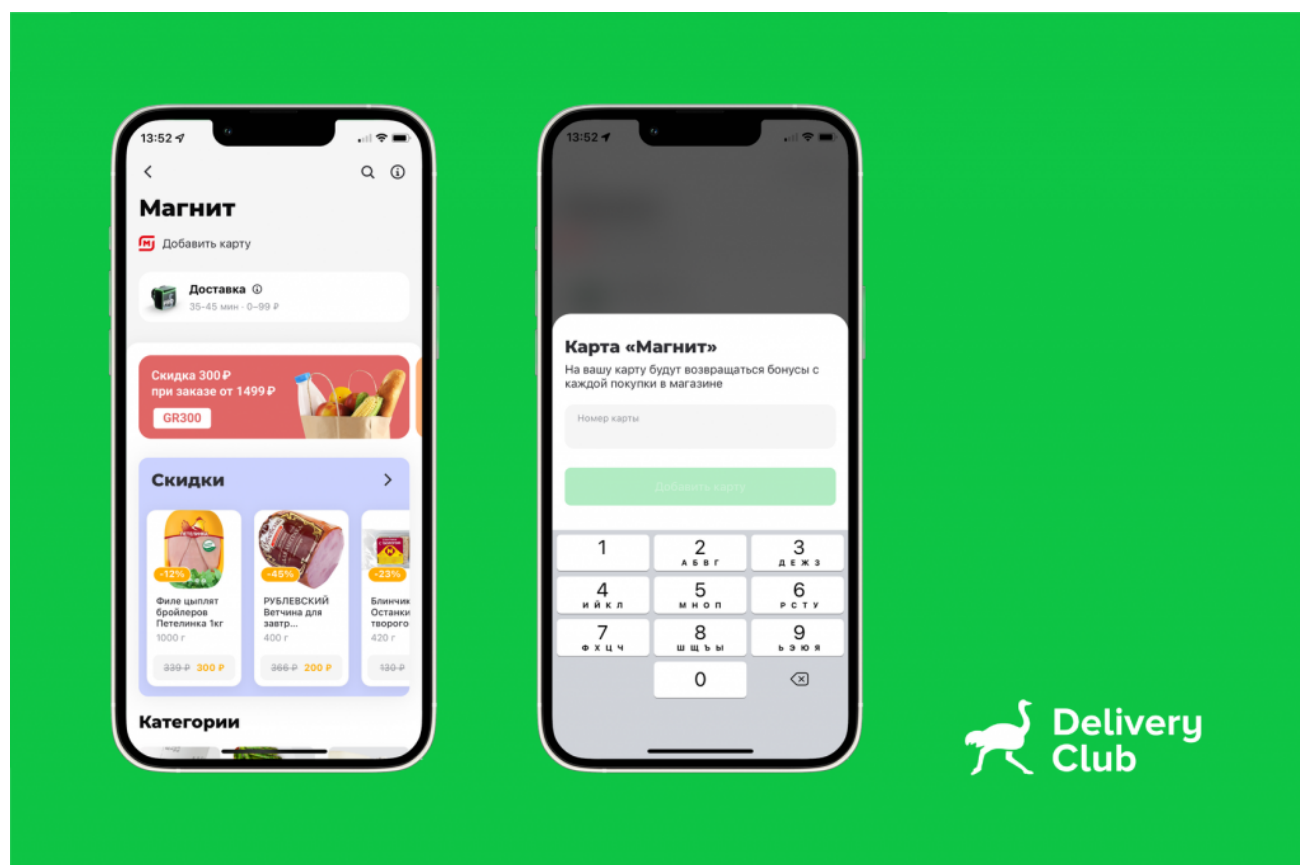 13:52
Магнит
Добавить карту
Доставка
35-45 мин · 0–99 ₽
Скидка 300 ₽
при заказе от 1499 ₽
GR300
Скидки
ПЕТЕЛИНКА
-12%
-45%
-23%
Филе цыплят
бройлеров
Петелинка 1кг
1000 г
339 ₽ 300 ₽
РУБЛЕВСКИЙ
Ветчина для
завтр...
400 г
366 ₽ 200 ₽
Блинчик
Останки
творого
420 г
130 ₽
Категории
13:52
Карта «Магнит»
На вашу карту будут возвращаться бонусы с
каждой покупки в магазине
Номер карты
Добавить карту
1
2
АБВГ
3
ДЕЖЗ
4
ИЙКЛ
5
МНОП
6
РСТУ
7
ФХЦЧ
8
ШЩЪЫ
9
ЬЭЮЯ
0
Delivery
Club